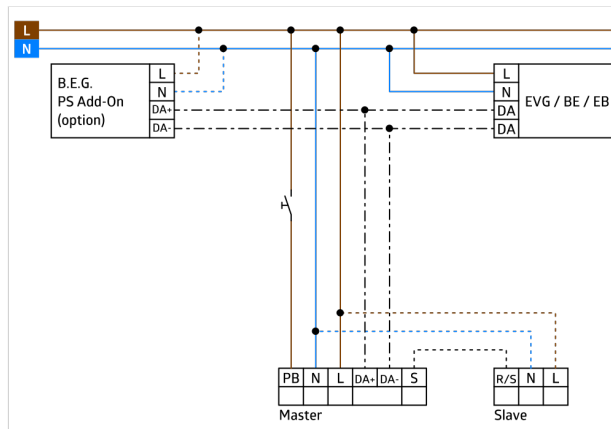 L
N
B.E.G.
PS Add-On
(option)
L
N
DA+
DA-
L
N
DA
DA
EVG / BE / EB
PB N L DA+ DA- S
Master
R/S N L
Slave